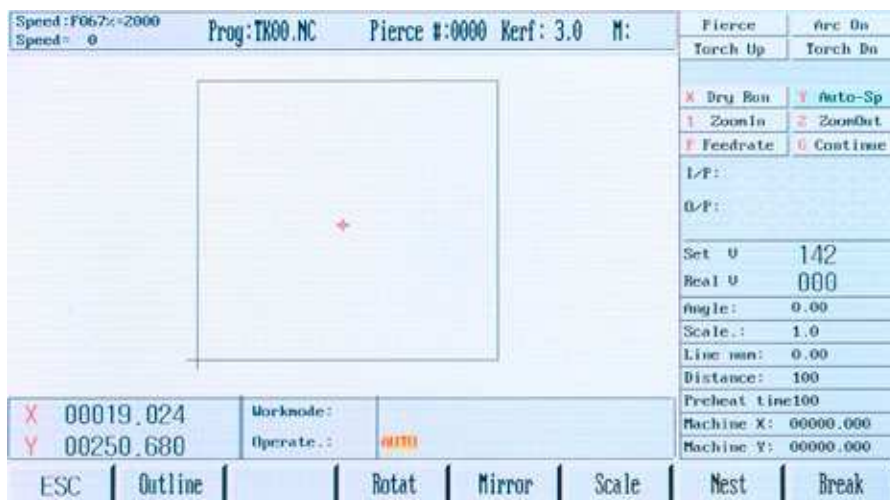 Speed:F067%=2000
Speed= 0
Prog:TK00.NC Pierce #:0000 Kerf: 3.0 M:
Pierce Arc On
Torch Up Torch Dn
X Dry Run Y Auto-Sp
1 ZoomIn 2 ZoomOut
F Feedrate G Continue
I/P:
O/P:
Set V 142
Real V 000
Angle: 0.00
Scale.: 1.0
Line num: 0.00
Distance: 100
Preheat time100
Machine X: 00000.000
Machine Y: 00000.000
X 00019.024
Y 00250.680
Workmode:
Operate.: AUTO
ESC Outline Rotat Mirror Scale Nest Break